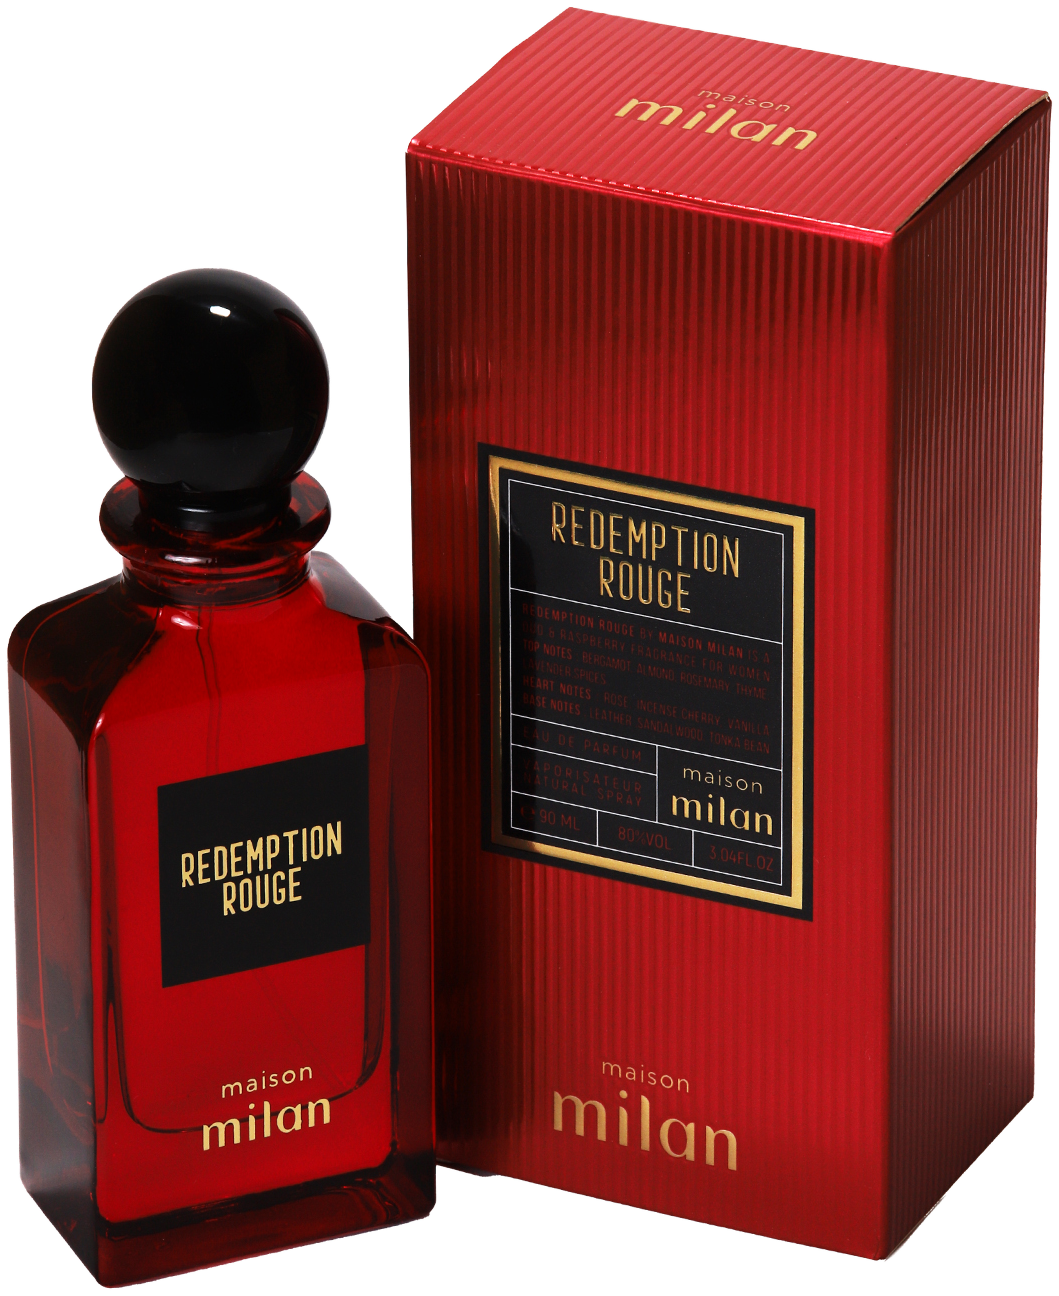 maison
milan
REDEMPTION
ROUGE
REDEMPTION ROUGE BY MAISON MILAN IS A
OUD & RASPBERRY FRAGRANCE FOR WOMEN
TOP NOTES : BERGAMOT, ALMOND, ROSEMARY, THYME,
LAVENDER SPICES
HEART NOTES : ROSE, INCENSE CHERRY, VANILLA
BASE NOTES : LEATHER, SANDALWOOD, TONKA BEAN
EAU DE PARFUM
VAPORISATEUR
NATURAL SPRAY
maison
milan
90 ML
80%VOL
3.04FL.OZ
maison
milan
REDEMPTION
ROUGE
maison
milan